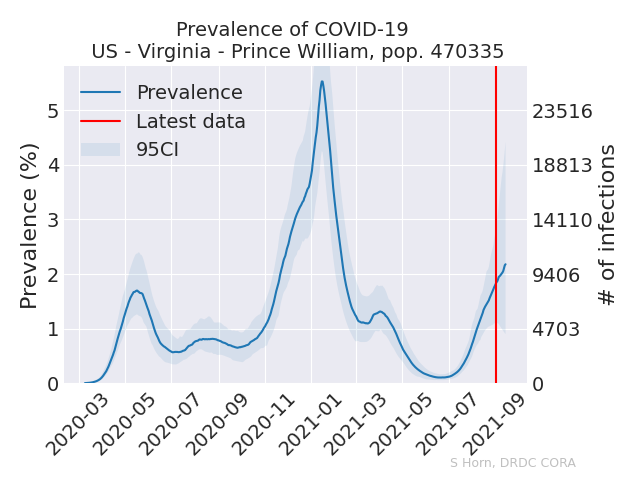 Prevalence of COVID-19
US - Virginia - Prince William, pop. 470335
Prevalence
Latest data
95CI
Prevalence (%)
5
4
3
2
1
0
23516
18813
14110
9406
4703
0
# of infections
2020-03
2020-05
2020-07
2020-09
2020-11
2021-01
2021-03
2021-05
2021-07
2021-09
S Horn, DRDC CORA